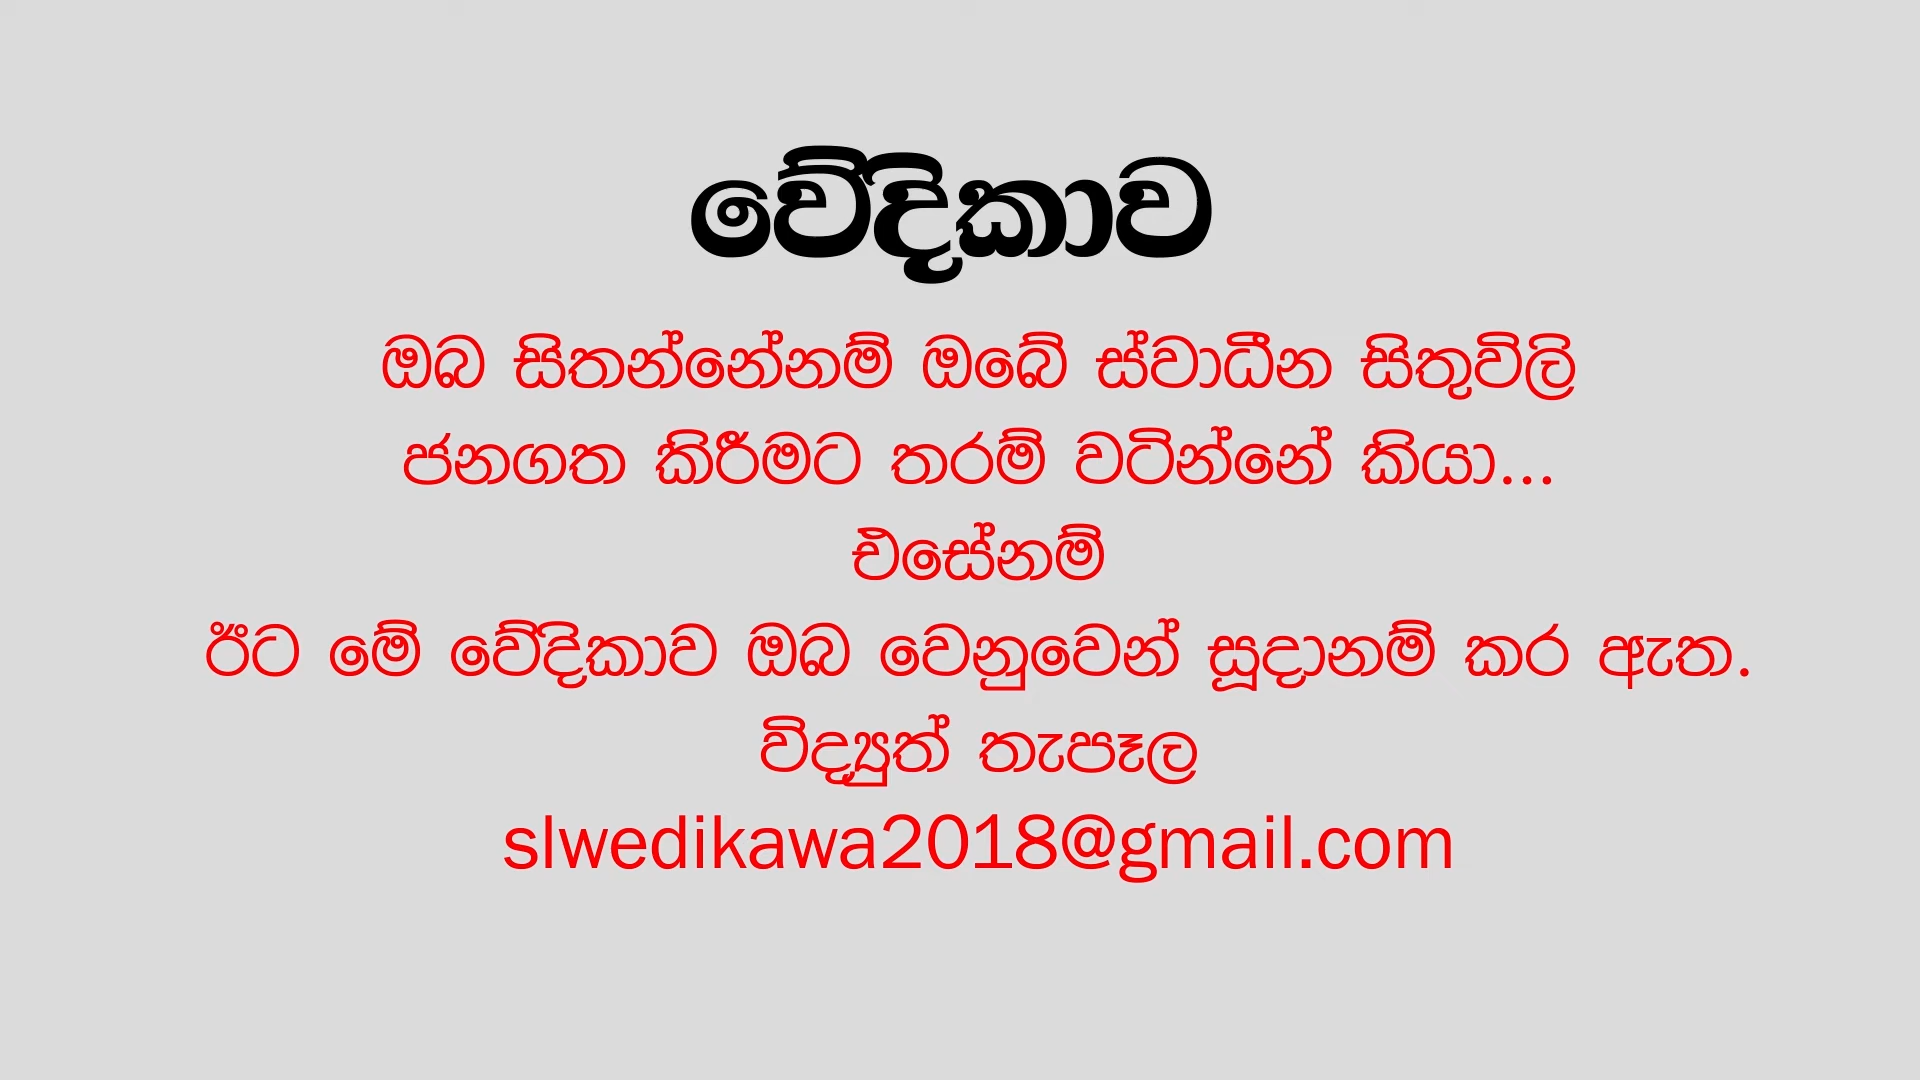 වේදිකාව
ඔබ සිතන්නේනම් ඔබේ ස්වාධීන සිතුවිලි
ජනගත කිරීමට තරම් වටින්නේ කියා...
එසේනම්
ඊට මේ වේදිකාව ඔබ වෙනුවෙන් සූදානම් කර ඇත.
විද්‍යුත් තැපෑල
slwedikawa2018@gmail.com